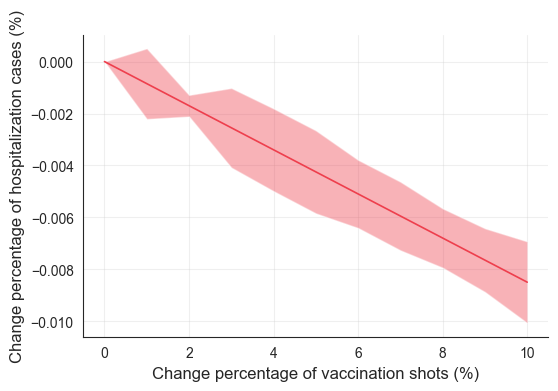 Change percentage of hospitalization cases (%)
0.000
−0.002
−0.004
−0.006
−0.008
−0.010
0 2 4 6 8 10
Change percentage of vaccination shots (%)